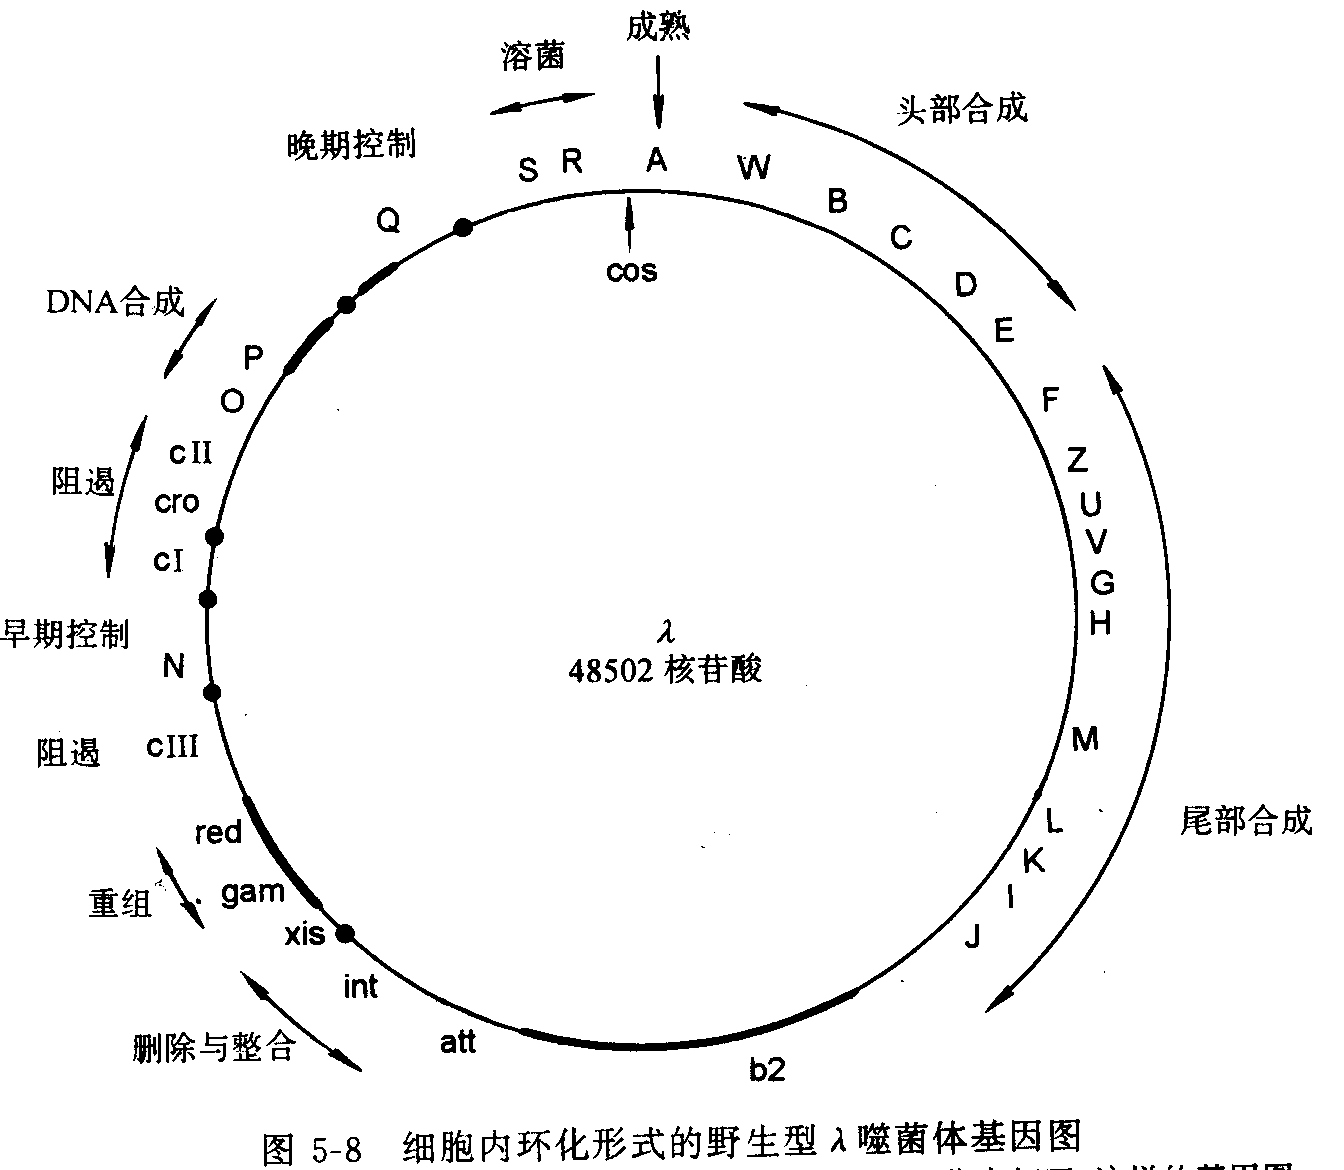 成熟
溶菌
头部合成
晚期控制
S R A W
B
Q
C
cos
D
DNA合成
E
P
O
F
cII
Z
阻遏
cro
U
V
cI
G
H
早期控制
λ
N
48502 核苷酸
M
阻遏
cIII
L
尾部合成
red
K
gam
I
重组
xis
J
int
删除与整合
att
b2
图 5-8 细胞内环化形式的野生型λ噬菌体基因图